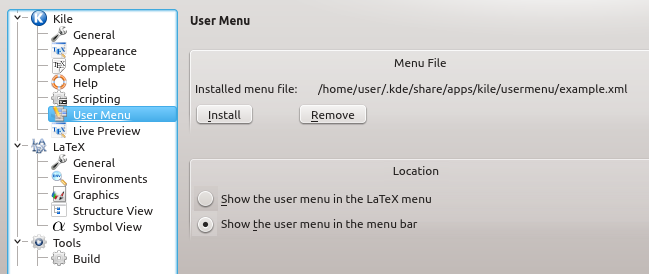 Kile
General
Appearance
Complete
Help
Scripting
User Menu
Live Preview
LaTeX
General
Environments
Graphics
Structure View
Symbol View
Tools
Build
User Menu
Menu File
Installed menu file: /home/user/.kde/share/apps/kile/usermenu/example.xml
Install Remove
Location
Show the user menu in the LaTeX menu
Show the user menu in the menu bar